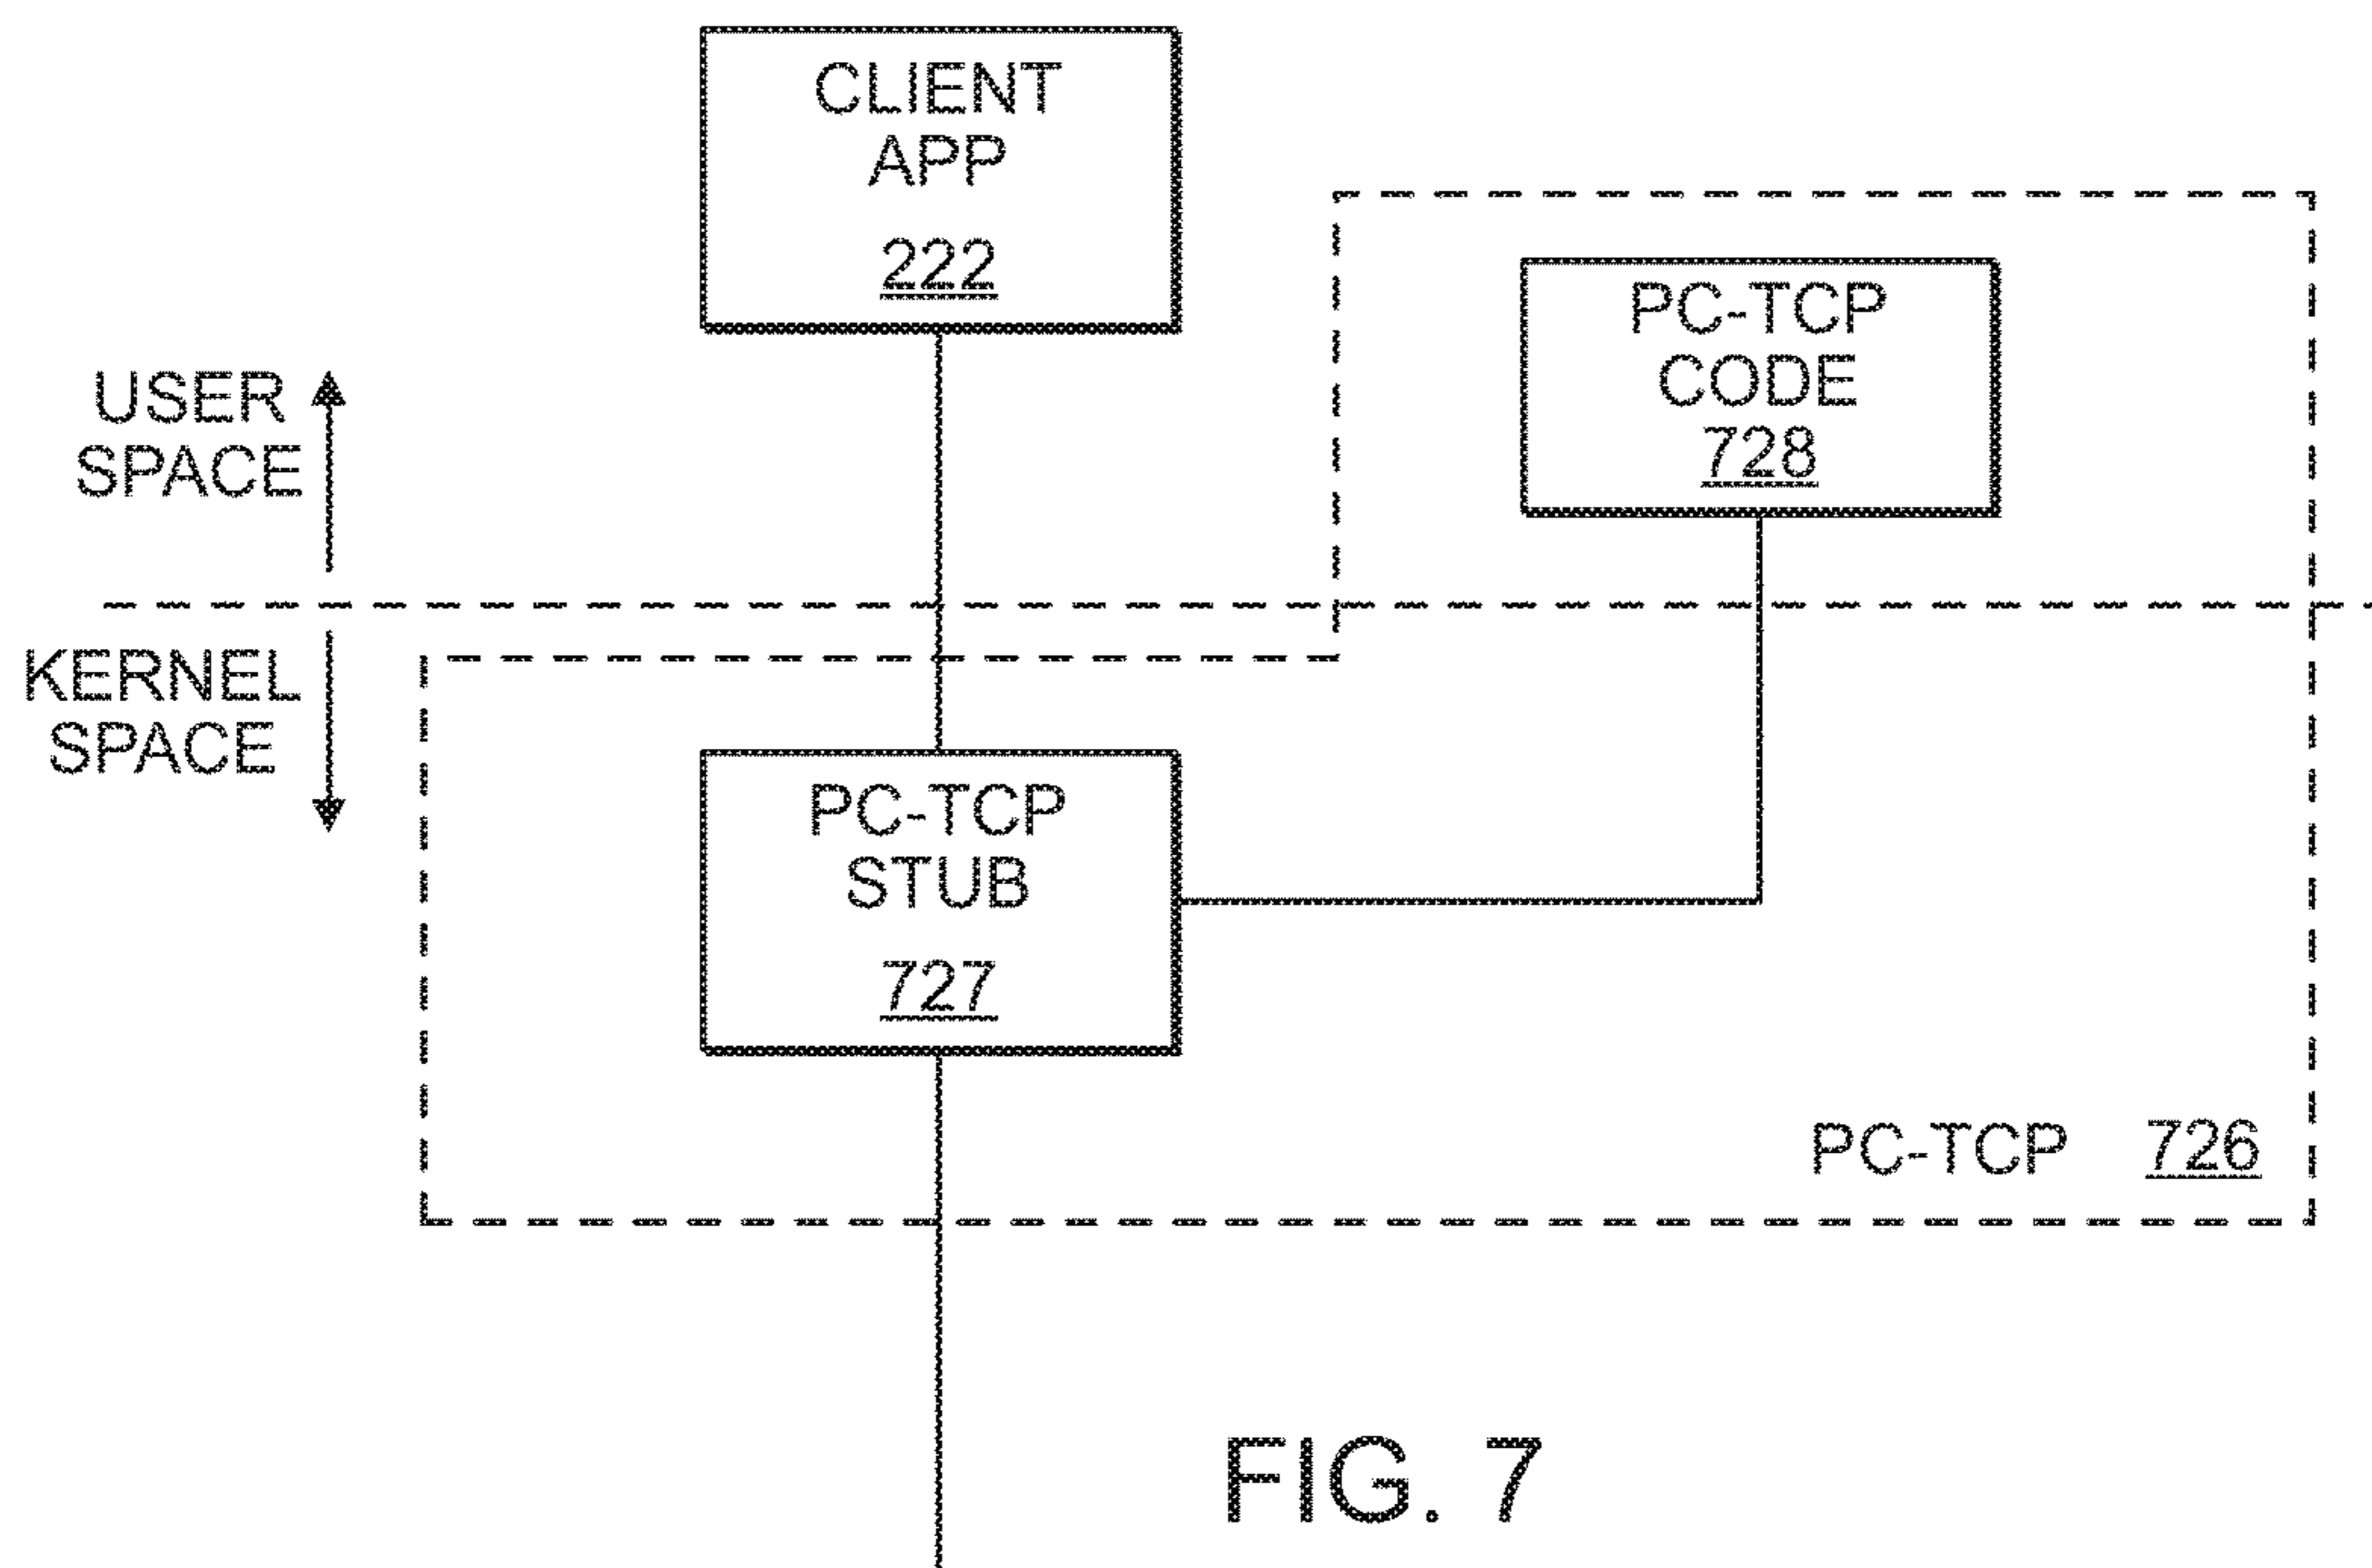 CLIENT
APP
222
PC-TCP
CODE
728
USER
SPACE
KERNEL
SPACE
PC-TCP
STUB
727
PC-TCP 726
FIG. 7